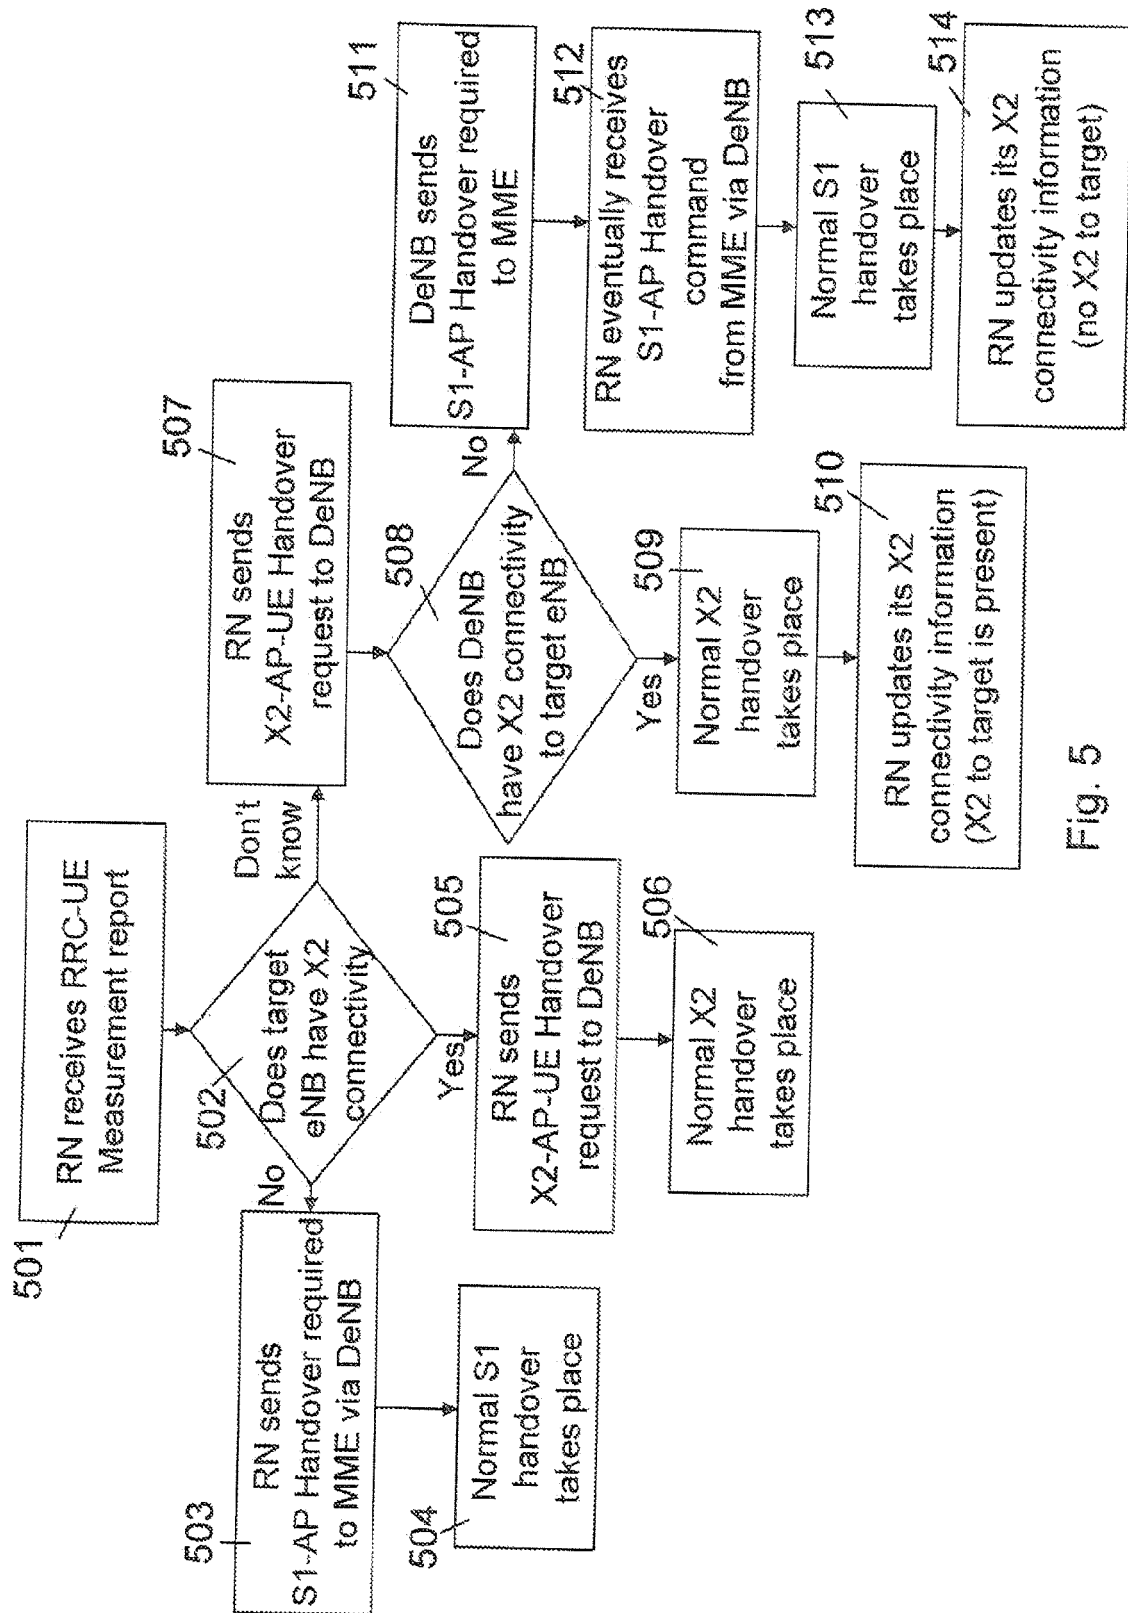 501
RN receives RRC-UE
Measurement report
502
Does target
eNB have X2
connectivity
No
Yes
Don't
know
503
RN sends
S1-AP Handover required
to MME via DeNB
504
Normal S1
handover
takes place
505
RN sends
X2-AP-UE Handover
request to DeNB
506
Normal X2
handover
takes place
507
RN sends
X2-AP-UE Handover
request to DeNB
508
Does DeNB
have X2 connectivity
to target eNB
Yes
No
509
Normal X2
handover
takes place
510
RN updates its X2
connectivity information
(X2 to target is present)
511
DeNB sends
S1-AP Handover required
to MME
512
RN eventually receives
S1-AP Handover
command
from MME via DeNB
513
Normal S1
handover
takes place
514
RN updates its X2
connectivity information
(no X2 to target)
Fig. 5